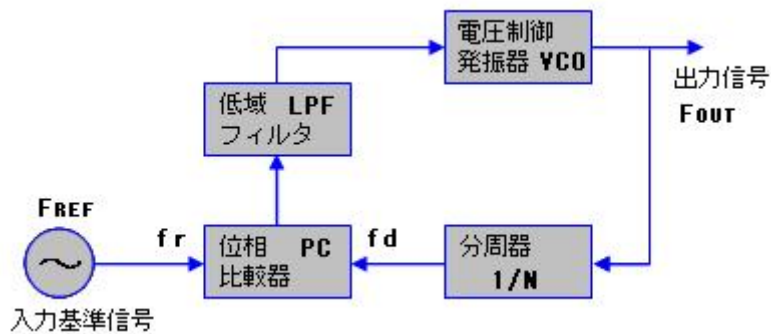 電圧制御
発振器 VCO
出力信号
FOUT
低域 LPF
フィルタ
FREF
fr
位相 PC
比較器
fd
分周器
1/N
入力基準信号